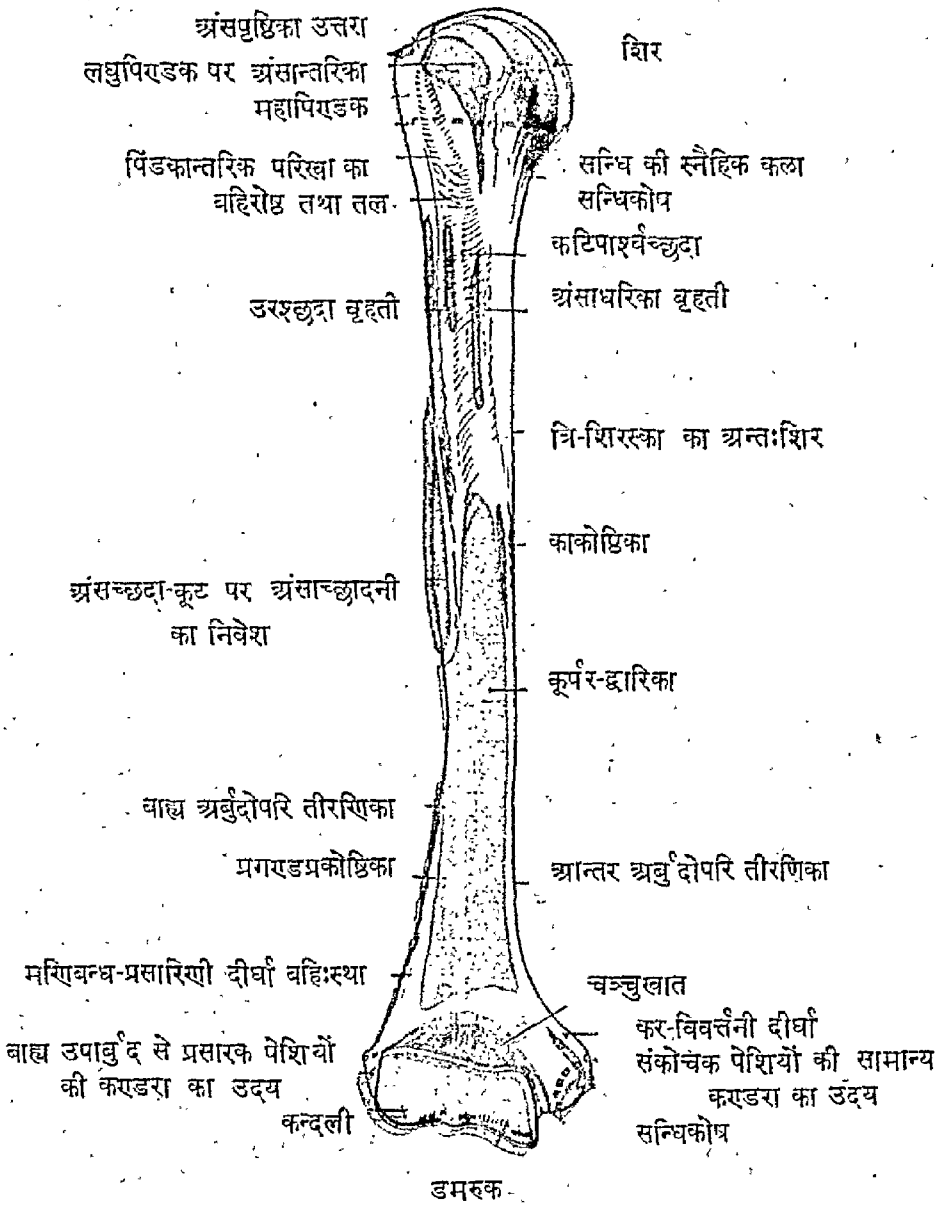 अंसपृष्ठिका उत्तरा
लघुपिण्डक पर अंसान्तरिका
महापिण्डक
पिंडकान्तरिक परिखा का
बहिरोष्ठ तथा तल
उरश्छदा बृहती
अंसच्छदा-कूट पर अंसाच्छादनी
का निवेश
बाह्य अर्बुदोपरि तीरणिका
प्रगण्डप्रकोष्ठिका
मणिबन्ध-प्रसारिणी दीर्घा बहिःस्था
बाह्य उपार्बुद से प्रसारक पेशियों
की कण्डरा का उदय
कन्दली
डमरुक
शिर
सन्धि की स्नैहिक कला
सन्धिकोष
कटिपार्श्वच्छदा
अंसाधरिका बृहती
त्रि-शिरस्का का अन्तःशिर
काकोष्ठिका
कूर्पर-द्वारिका
आन्तर अर्बुदोपरि तीरणिका
चञ्चुखात
कर-विवर्त्तनी दीर्घा
संकोचक पेशियों की सामान्य
कण्डरा का उदय
सन्धिकोष